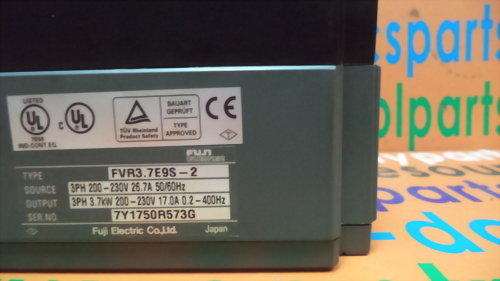 LISTED
UL
c UL
76N8
IND.CONT.EQ.
TÜV Rheinland
Product Safety
BAUART
GEPRÜFT
TYPE
APPROVED
CE
FUJI
TYPE FVR3.7E9S-2
SOURCE 3PH 200-230V 26.7A 50/60Hz
OUTPUT 3PH 3.7kW 200-230V 17.0A 0.2-400Hz
SER.NO. 7Y1750R573G
Fuji Electric Co.,Ltd. Japan
csparts
olparts